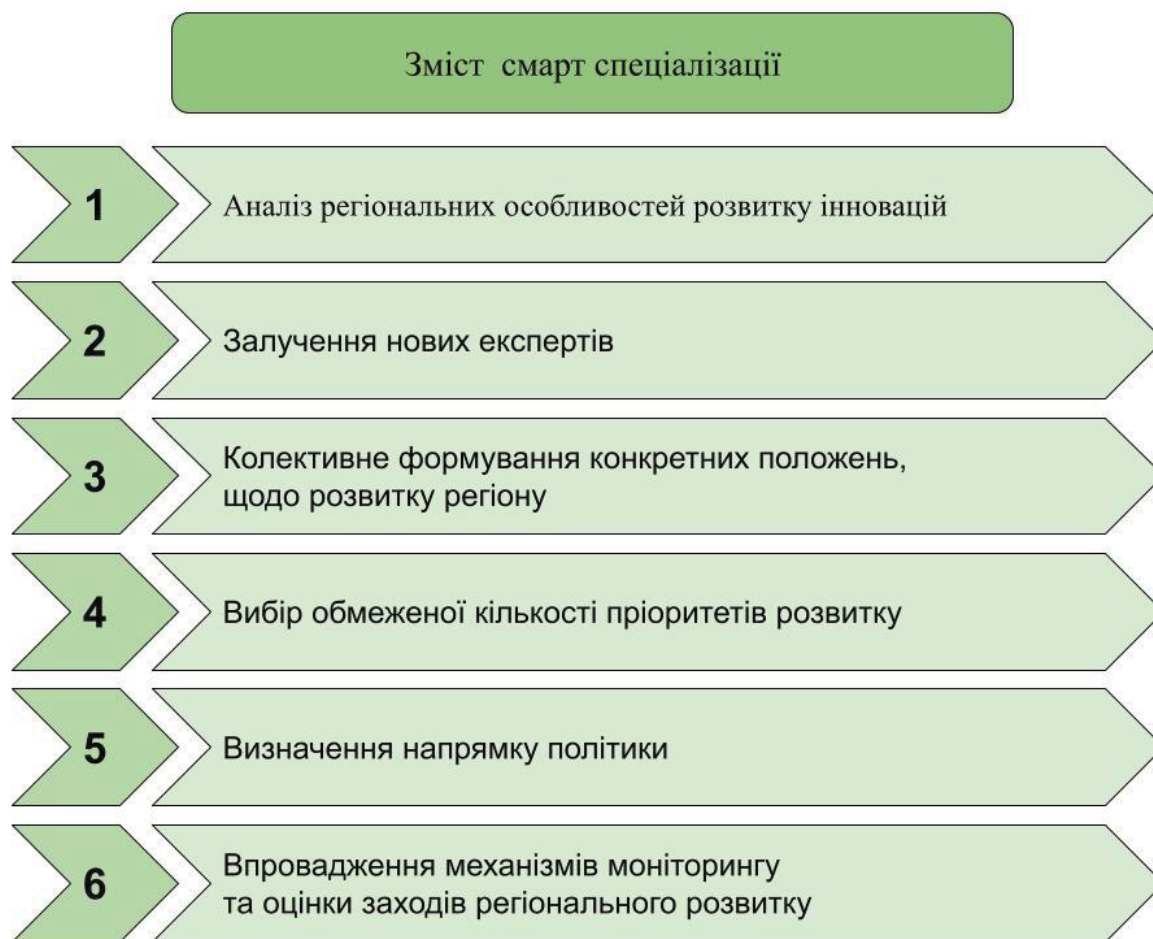 Зміст смарт спеціалізації
1
Аналіз регіональних особливостей розвитку інновацій
2
Залучення нових експертів
3
Колективне формування конкретних положень,
щодо розвитку регіону
4
Вибір обмеженої кількості пріоритетів розвитку
5
Визначення напрямку політики
6
Впровадження механізмів моніторингу
та оцінки заходів регіонального розвитку